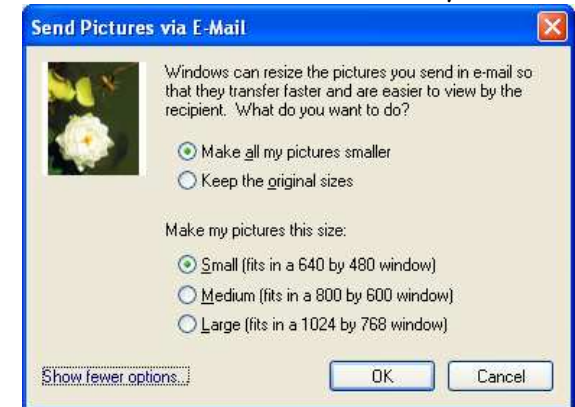 Send Pictures via E-Mail
Windows can resize the pictures you send in e-mail so
that they transfer faster and are easier to view by the
recipient. What do you want to do?
Make all my pictures smaller
Keep the original sizes
Make my pictures this size:
Small (fits in a 640 by 480 window)
Medium (fits in a 800 by 600 window)
Large (fits in a 1024 by 768 window)
Show fewer options...
OK
Cancel